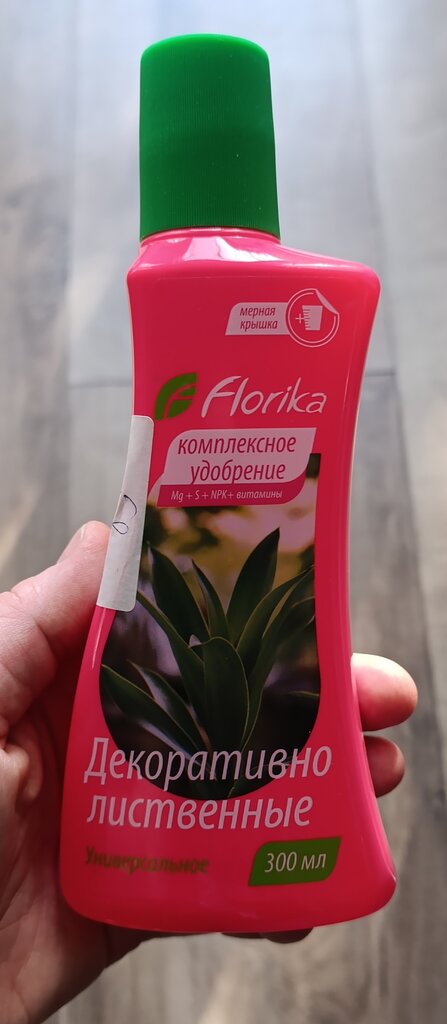 мерная
крышка
Florika
комплексное
удобрение
Mg + S + NPK+ витамины
Декоративно
лиственные
Универсальное
300 мл